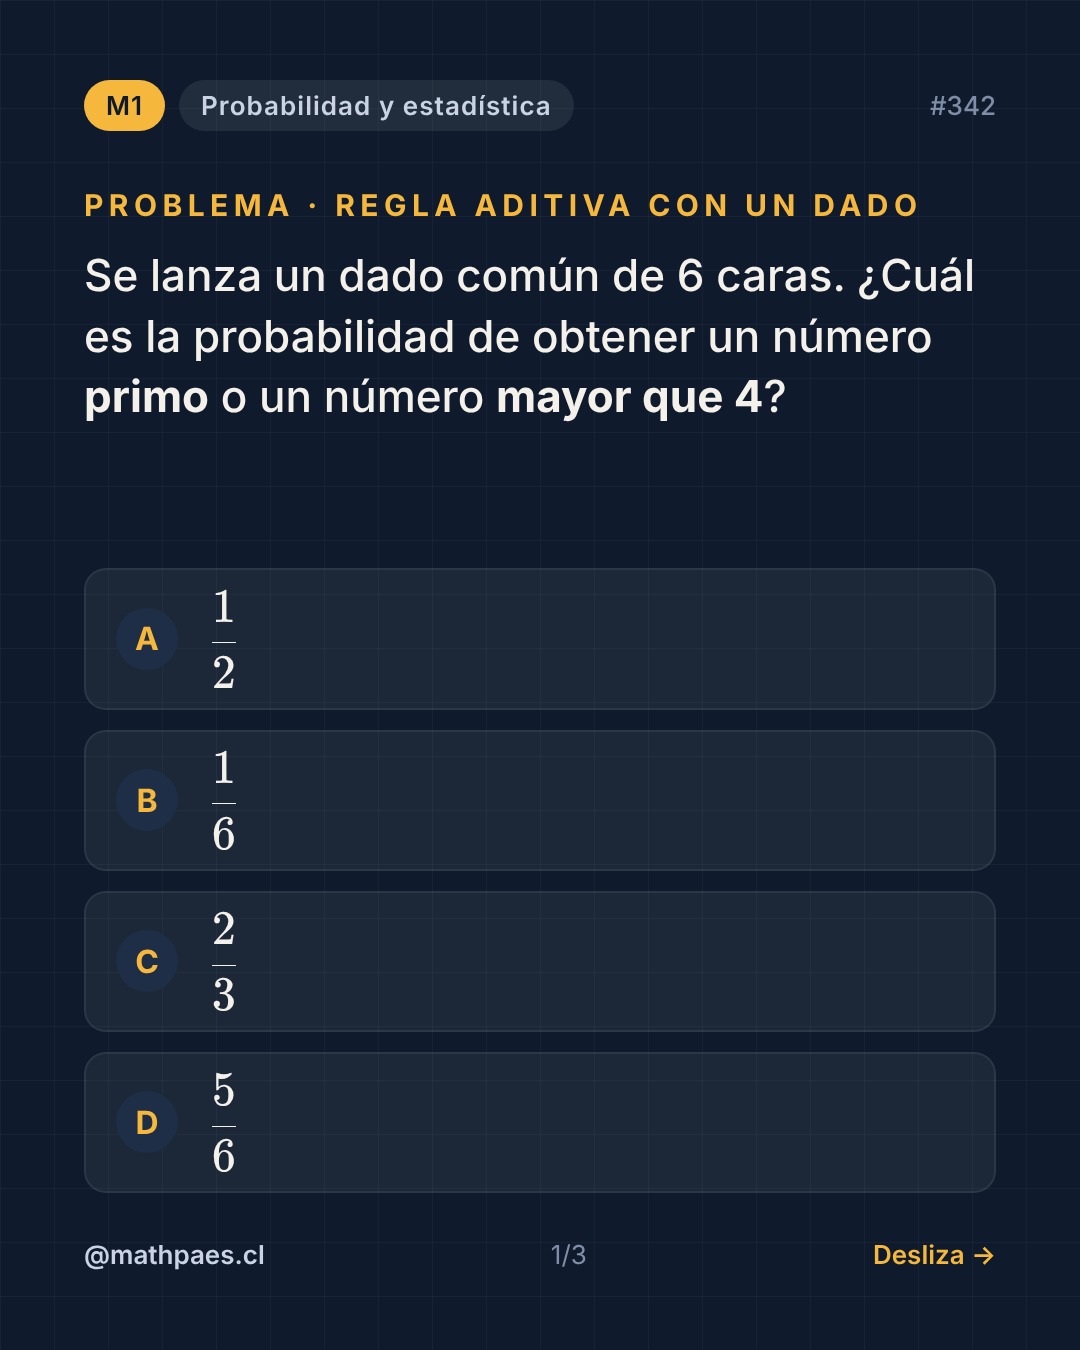 M1 Probabilidad y estadística #342
PROBLEMA · REGLA ADITIVA CON UN DADO
Se lanza un dado común de 6 caras. ¿Cuál
es la probabilidad de obtener un número
primo o un número mayor que 4?
A 1/2
B 1/6
C 2/3
D 5/6
@mathpaes.cl 1/3 Desliza →